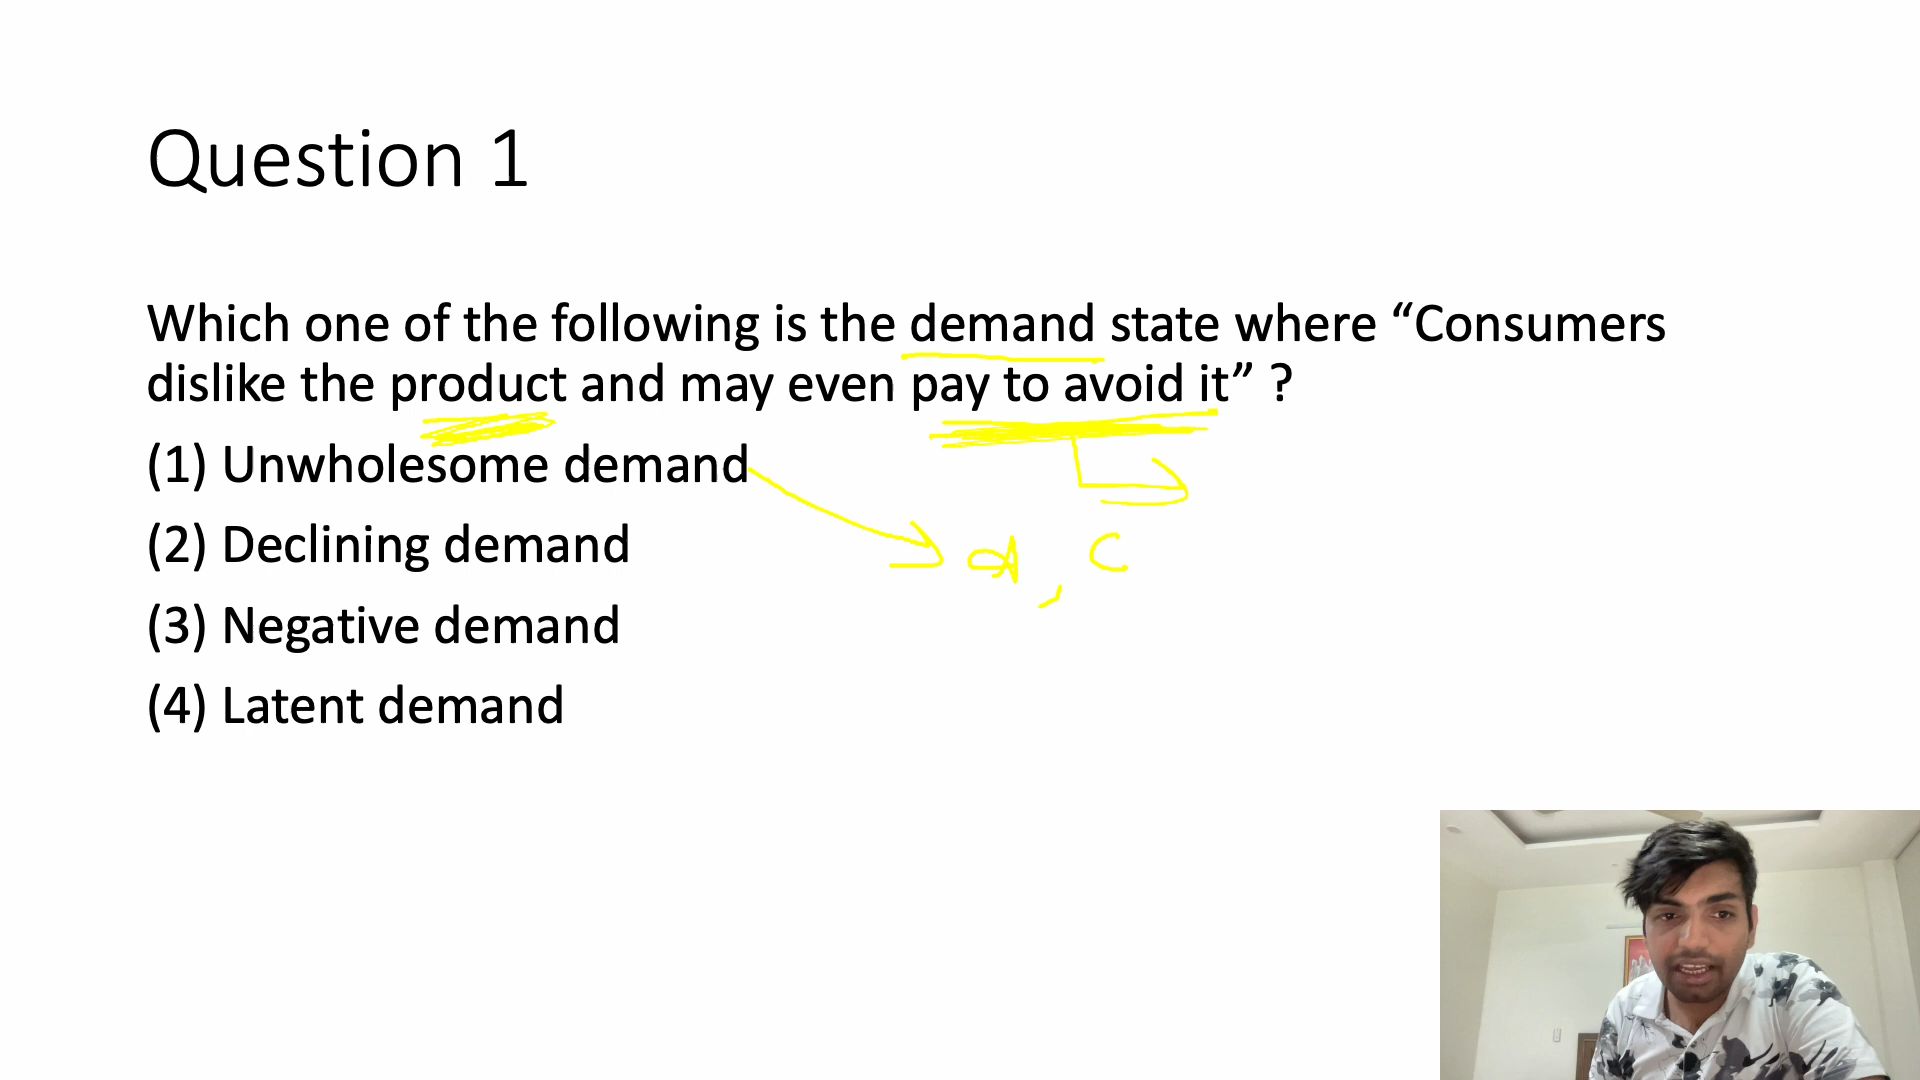 Question 1
Which one of the following is the demand state where “Consumers
dislike the product and may even pay to avoid it” ?
(1) Unwholesome demand
(2) Declining demand
(3) Negative demand
(4) Latent demand